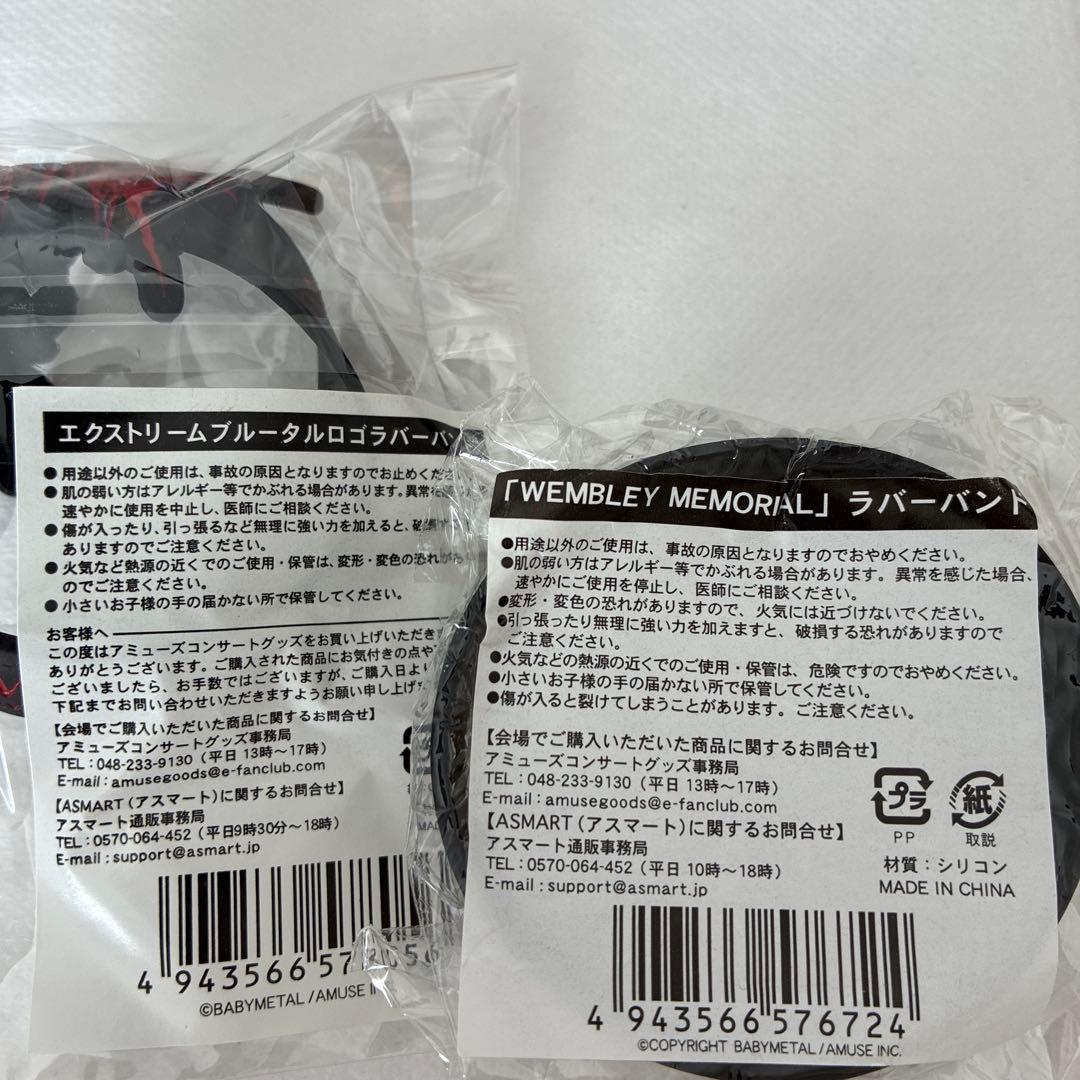 エクストリームブルータルロゴラバーバン
●用途以外のご使用は、事故の原因となりますのでお止めくださ
●肌の弱い方はアレルギー等でかぶれる場合があります。異常を感
速やかに使用を中止し、医師にご相談ください。
●傷が入ったり、引っ張るなど無理に強い力を加えると、破損す
ありますのでご注意ください。
●火気など熱源の近くでのご使用・保管は、変形・変色の恐れが
のでご注意ください。
●小さいお子様の手の届かない所で保管してください。
お客様へ
この度はアミューズコンサートグッズをお買い上げいただきま
ありがとうございます。ご購入された商品にお気付きの点や
ございましたら、お手数ではございますが、ご購入日より
下記までお問い合わせいただきますようお願い申し上げ
【会場でご購入いただいた商品に関するお問合せ】
アミューズコンサートグッズ事務局
TEL:048-233-9130（平日 13時～17時）
E-mail:amusegoods@e-fanclub.com
【ASMART（アスマート）に関するお問合せ】
アスマート通販事務局
TEL:0570-064-452（平日9時30分～18時）
E-mail:support@asmart.jp
MAD
4 943566 57
©BABYMETAL/AMUSE INC
「WEMBLEY MEMORIAL」ラバーバンド
●用途以外のご使用は、事故の原因となりますのでおやめください。
●肌の弱い方はアレルギー等でかぶれる場合があります。異常を感じた場合、
速やかにご使用を停止し、医師にご相談ください。
●変形・変色の恐れがありますので、火気には近づけないでください。
●引っ張ったり無理に強い力を加えますと、破損する恐れがありますので
ご注意ください。
●火気などの熱源の近くでのご使用・保管は、危険ですのでおやめください。
●小さいお子様の手の届かない所で保管してください。
●傷が入ると裂けてしまうことがあります。ご注意ください。
【会場でご購入いただいた商品に関するお問合せ】
アミューズコンサートグッズ事務局
TEL:048-233-9130（平日 13時～17時）
E-mail:amusegoods@e-fanclub.com
【ASMART（アスマート）に関するお問合せ】
アスマート通販事務局
TEL:0570-064-452（平日 10時～18時）
E-mail:support@asmart.jp
プラ
PP
紙
取説
材質：シリコン
MADE IN CHINA
4 943566 576724
©COPYRIGHT BABYMETAL/AMUSE INC.